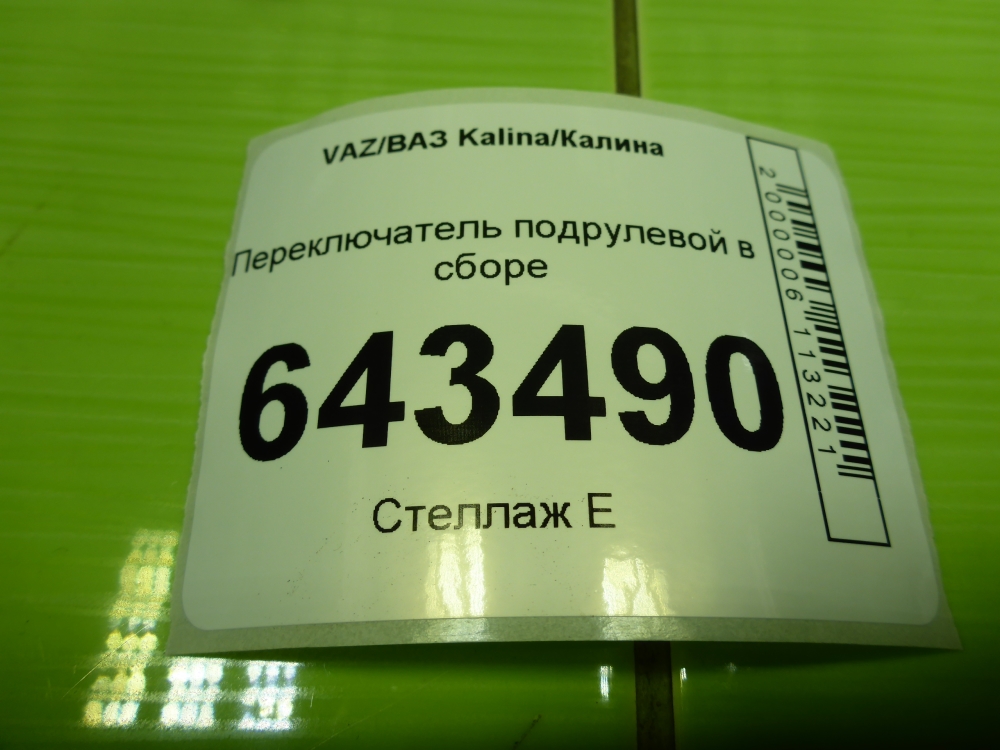 VAZ/ВАЗ Kalina/Калина
Переключатель подрулевой в
сборе
643490
Стеллаж Е
2000006113221